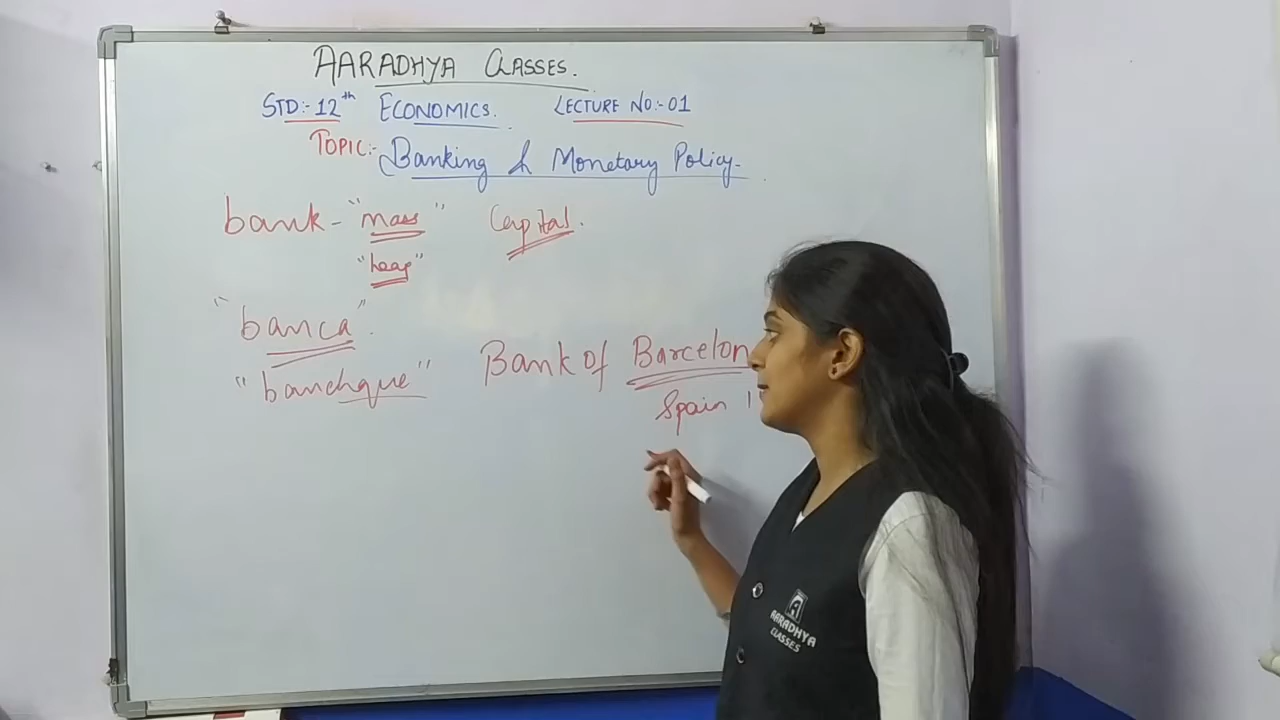 AARADHYA CLASSES.
STD:- 12th ECONOMICS. LECTURE NO:- 01
TOPIC:- Banking & Monetary Policy.
bank - "mass" Capital.
"heap"
"banca".
Bank of Barcelon
"banchque"
Spain 1
AARADHYA
CLASSES